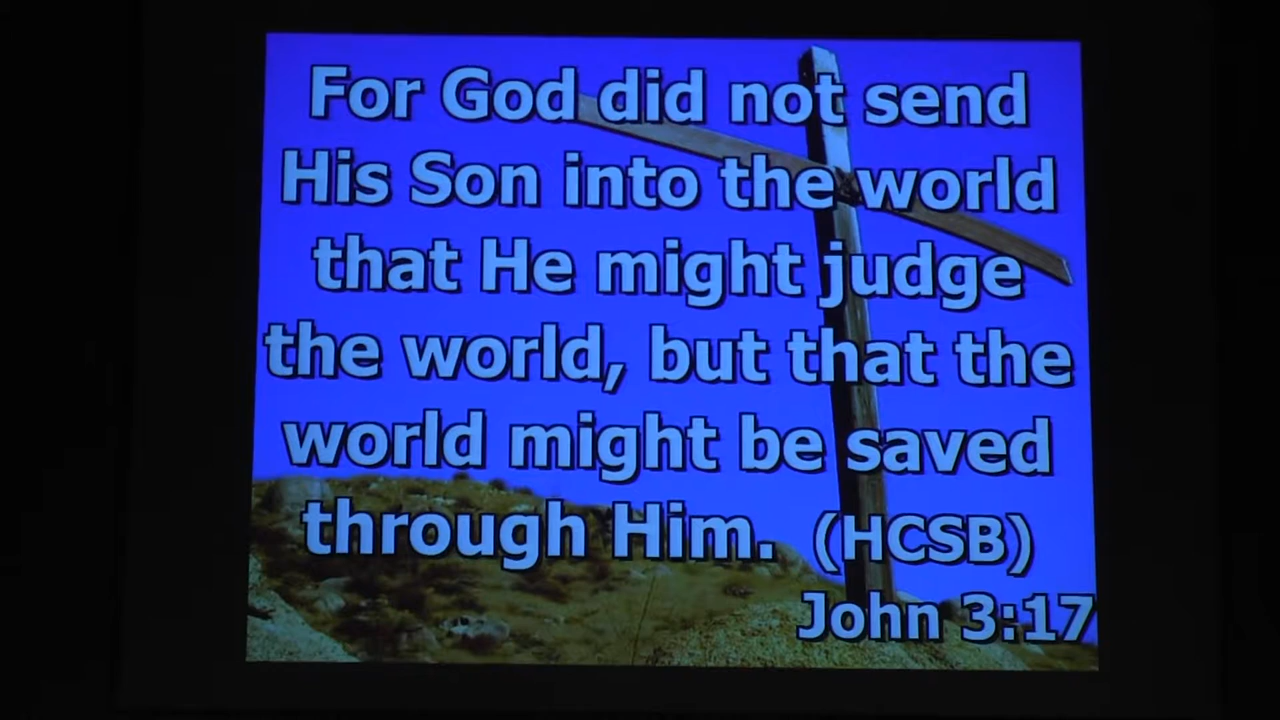 For God did not send
His Son into the world
that He might judge
the world, but that the
world might be saved
through Him. (HCSB)
John 3:17